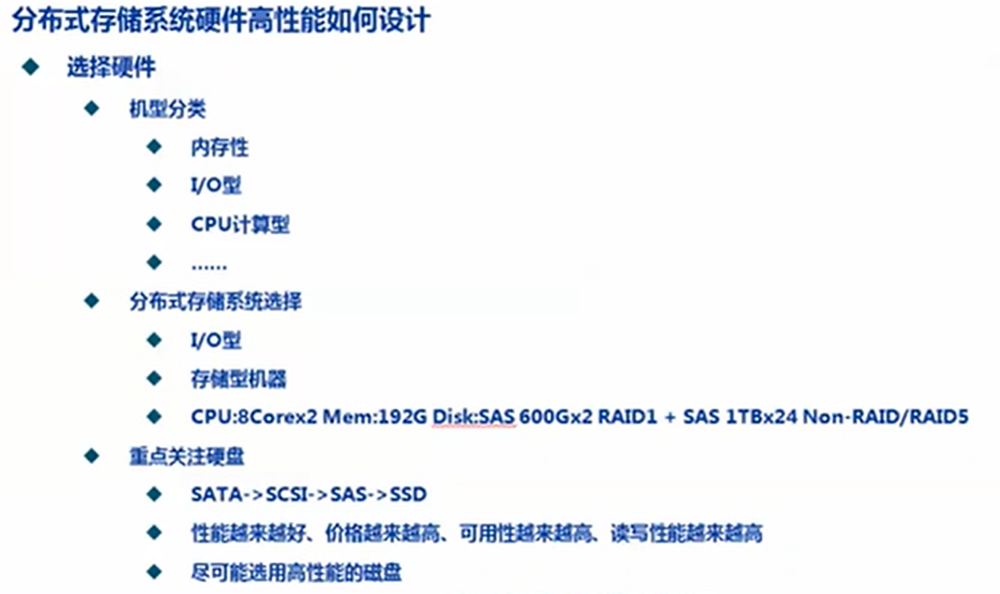 分布式存储系统硬件高性能如何设计
选择硬件
机型分类
内存性
I/O型
CPU计算型
......
分布式存储系统选择
I/O型
存储型机器
CPU:8Corex2 Mem:192G Disk:SAS 600Gx2 RAID1 + SAS 1TBx24 Non-RAID/RAID5
重点关注硬盘
SATA->SCSI->SAS->SSD
性能越来越好、价格越来越高、可用性越来越高、读写性能越来越高
尽可能选用高性能的磁盘